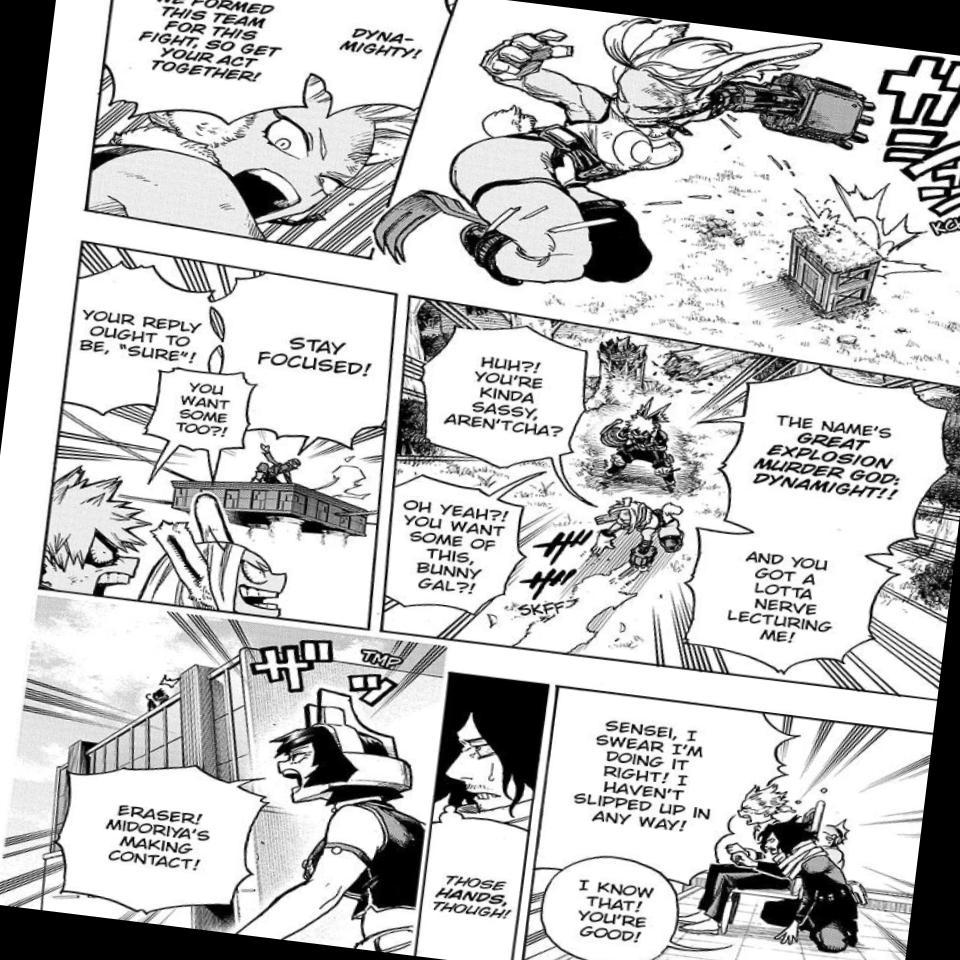 WE FORMED
THIS TEAM
FOR THIS
FIGHT, SO GET
YOUR ACT
TOGETHER!
DYNA-
MIGHTY!
STAY
FOCUSED!
YOUR REPLY
OUGHT TO
BE, "SURE"!
YOU
WANT
SOME
TOO?!
HUH?!
YOU'RE
KINDA
SASSY,
AREN'TCHA?
THE NAME'S
GREAT
EXPLOSION
MURDER GOD:
DYNAMIGHT!!
OH YEAH?!
YOU WANT
SOME OF
THIS,
BUNNY
GAL?!
SKFF
AND YOU
GOT A
LOTTA
NERVE
LECTURING
ME!
ザッ
TMP
ERASER!
MIDORIYA'S
MAKING
CONTACT!
THOSE
HANDS,
THOUGH!
SENSEI, I
SWEAR I'M
DOING IT
RIGHT! I
HAVEN'T
SLIPPED UP IN
ANY WAY!
I KNOW
THAT!
YOU'RE
GOOD!